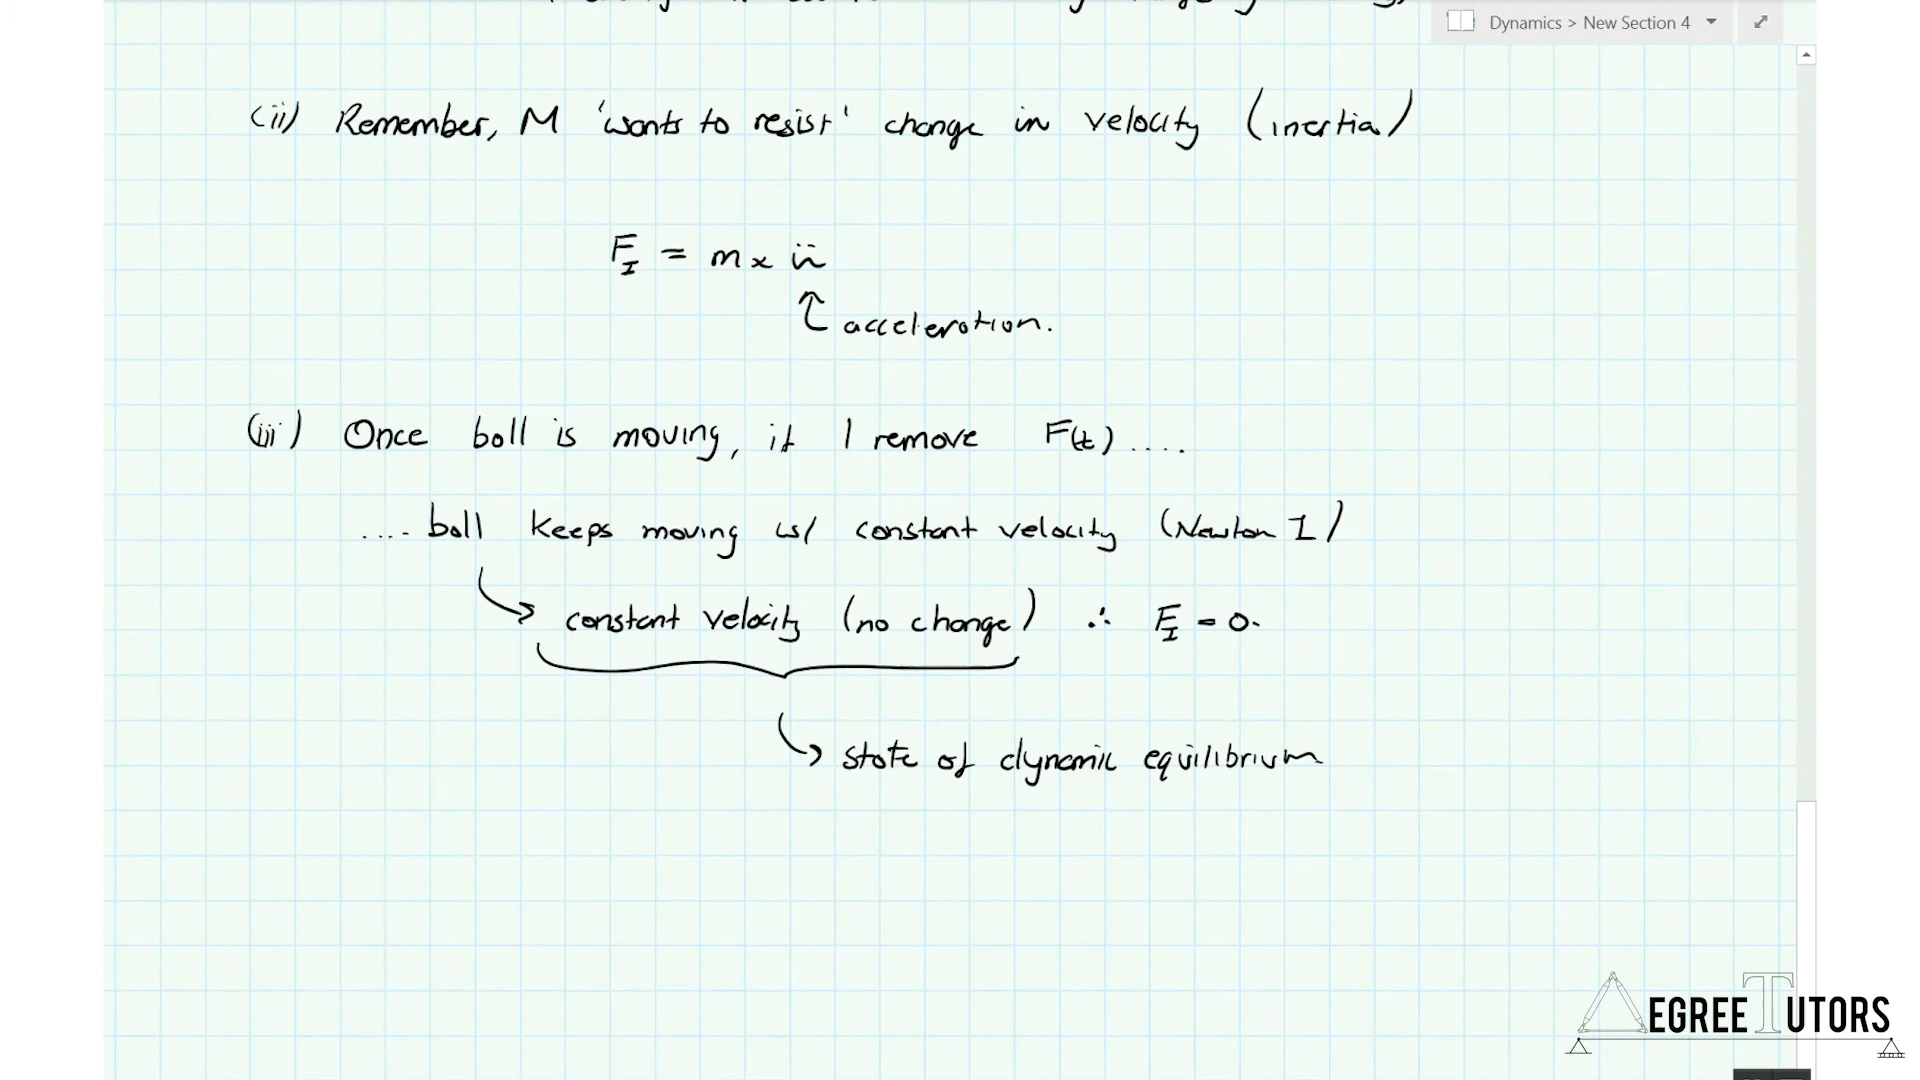 Dynamics > New Section 4
(ii) Remember, M 'wants to resist' change in velocity (inertia)
F_I = m x ü
acceleration.
(iii) Once ball is moving, if I remove F(t) ....
.... ball keeps moving w/ constant velocity (Newton I)
constant velocity (no change) ∴ F_I = 0.
state of dynamic equilibrium
DEGREE TUTORS